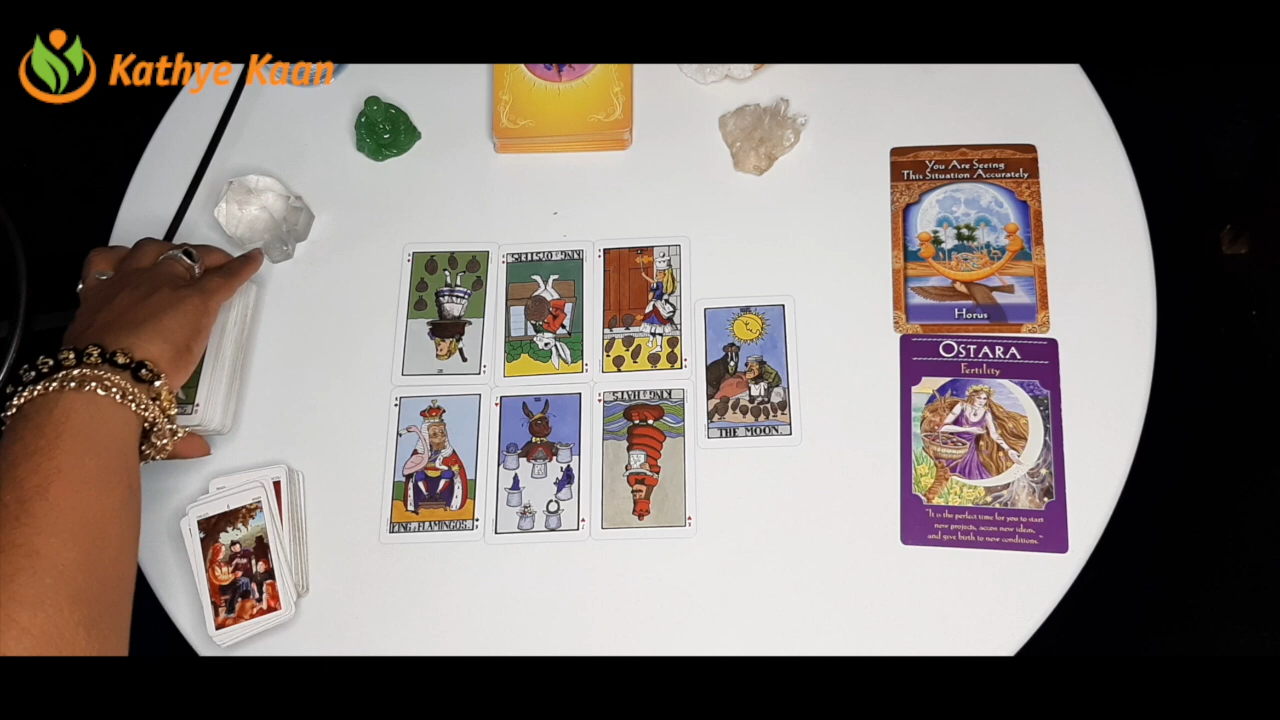 Kathye Kaan
You Are Seeing
This Situation Accurately
Horus
OSTARA
Fertility
"It is the perfect time for you to start
new projects, access new ideas,
and give birth to new conditions."
KING OYSTERS
THE MOON.
KING FLAMINGOS.
KING HATS